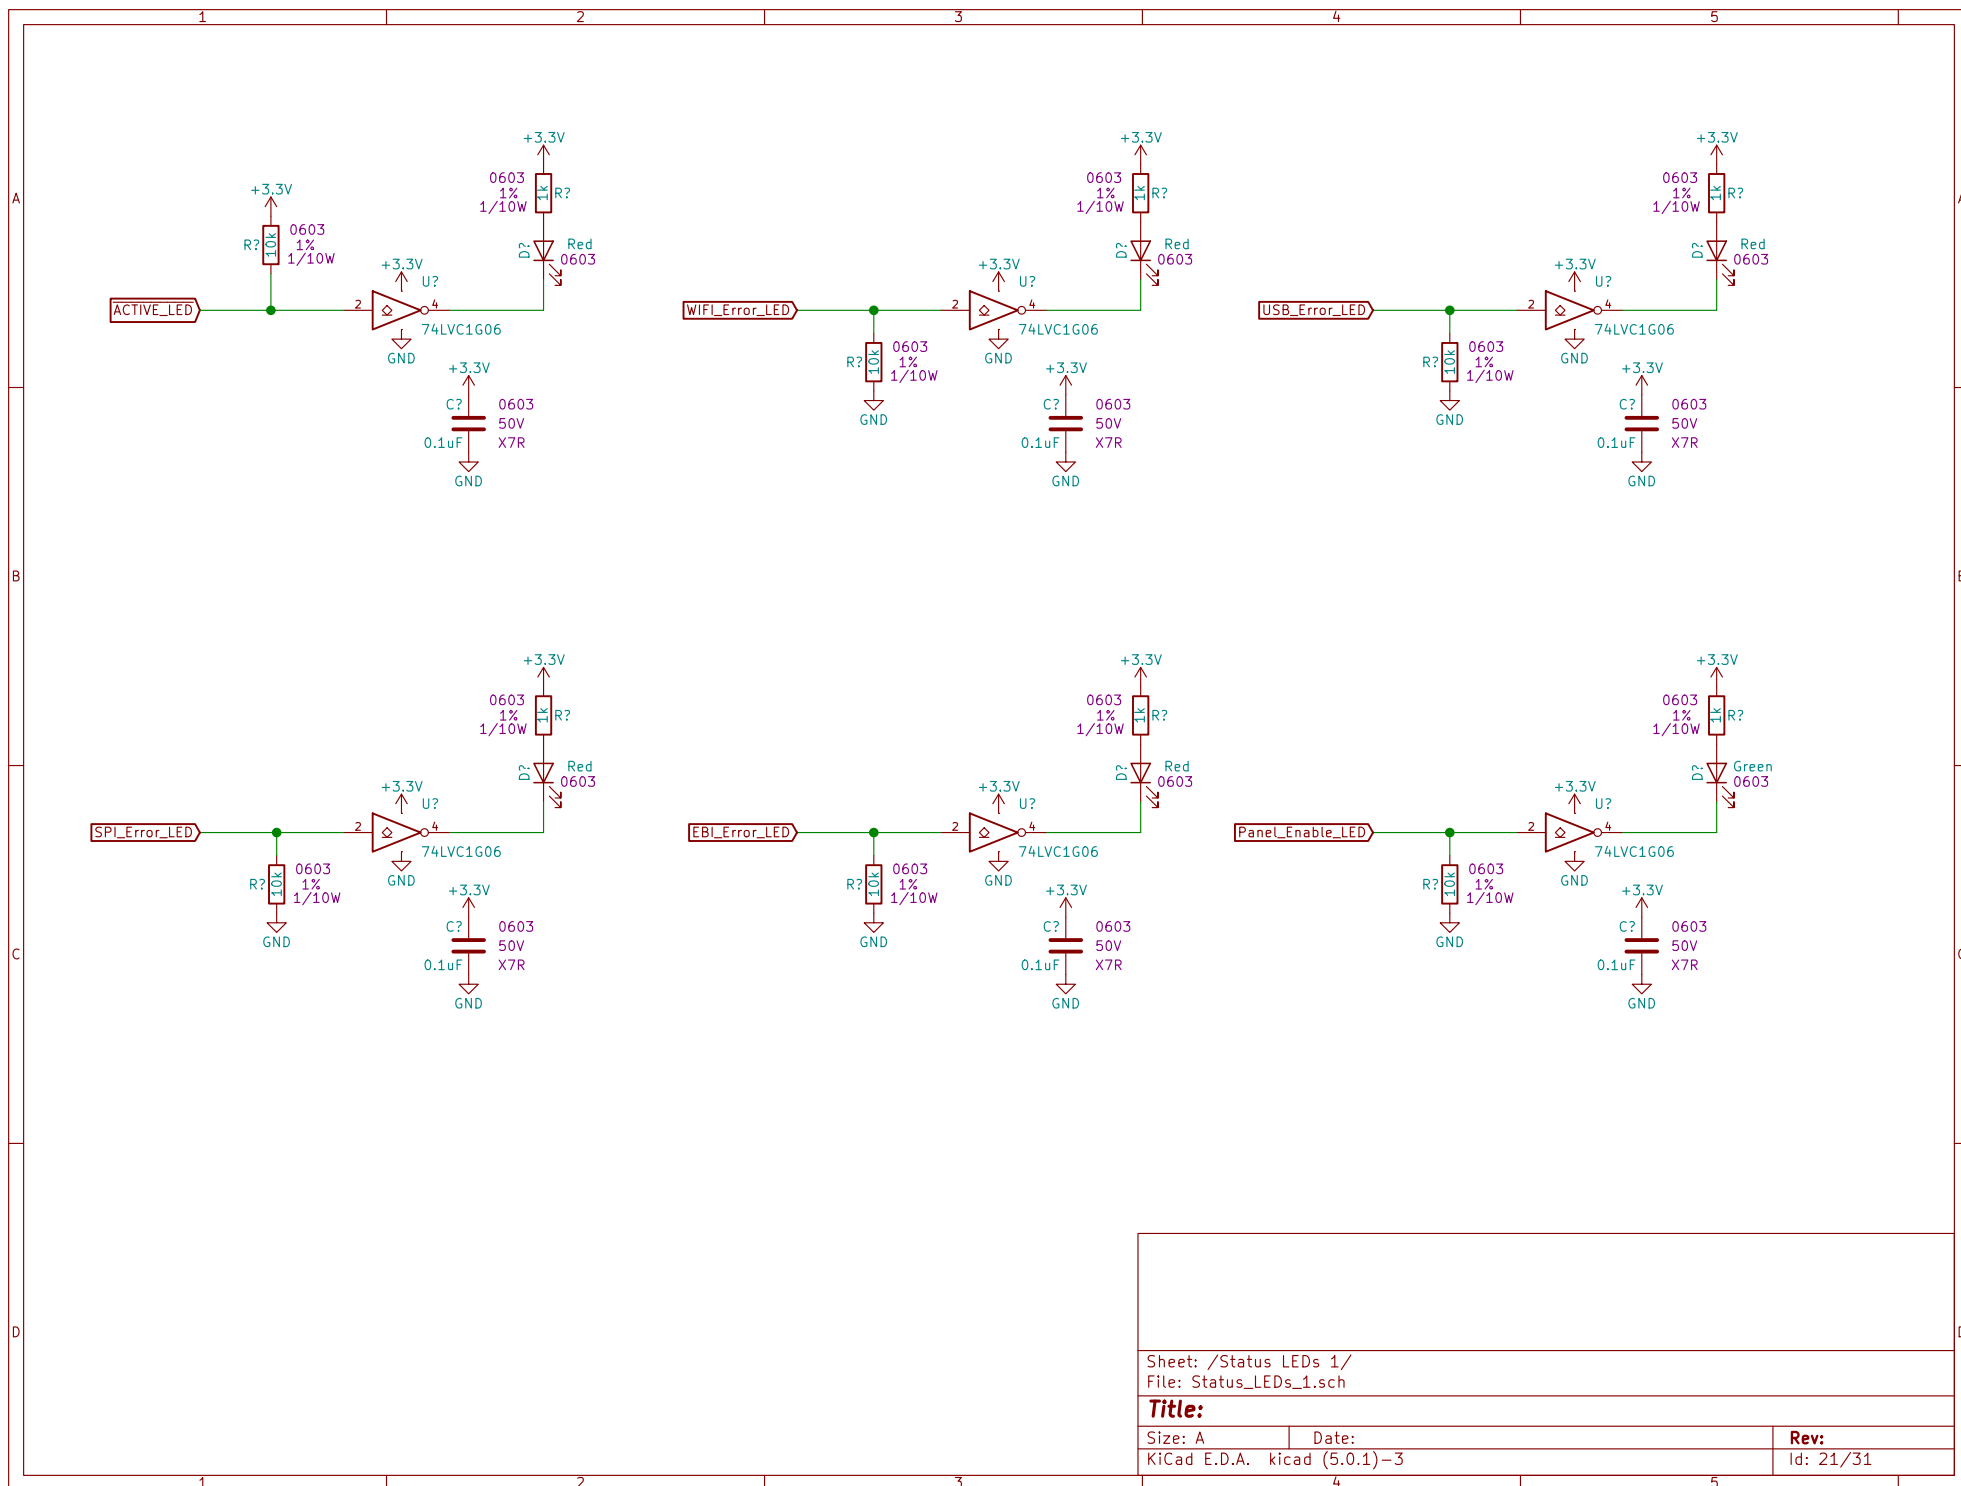 1 2 3 4 5
A
B
C
D
+3.3V
0603
1%
1/10W
1k
R?
+3.3V
R?
10k
0603
1%
1/10W
D?
Red
0603
+3.3V
U?
ACTIVE_LED
2
4
74LVC1G06
GND
+3.3V
C?
0.1uF
0603
50V
X7R
GND
+3.3V
0603
1%
1/10W
1k
R?
D?
Red
0603
+3.3V
U?
WIFI_Error_LED
2
4
74LVC1G06
GND
R?
10k
0603
1%
1/10W
GND
+3.3V
C?
0.1uF
0603
50V
X7R
GND
+3.3V
0603
1%
1/10W
1k
R?
D?
Red
0603
+3.3V
U?
USB_Error_LED
2
4
74LVC1G06
GND
R?
10k
0603
1%
1/10W
GND
+3.3V
C?
0.1uF
0603
50V
X7R
GND
+3.3V
0603
1%
1/10W
1k
R?
D?
Red
0603
+3.3V
U?
SPI_Error_LED
2
4
74LVC1G06
GND
R?
10k
0603
1%
1/10W
GND
+3.3V
C?
0.1uF
0603
50V
X7R
GND
+3.3V
0603
1%
1/10W
1k
R?
D?
Red
0603
+3.3V
U?
EBI_Error_LED
2
4
74LVC1G06
GND
R?
10k
0603
1%
1/10W
GND
+3.3V
C?
0.1uF
0603
50V
X7R
GND
+3.3V
0603
1%
1/10W
1k
R?
D?
Green
0603
+3.3V
U?
Panel_Enable_LED
2
4
74LVC1G06
GND
R?
10k
0603
1%
1/10W
GND
+3.3V
C?
0.1uF
0603
50V
X7R
GND
Sheet: /Status LEDs 1/
File: Status_LEDs_1.sch
Title:
Size: A Date: Rev:
KiCad E.D.A. kicad (5.0.1)-3 Id: 21/31
1 2 3 4 5